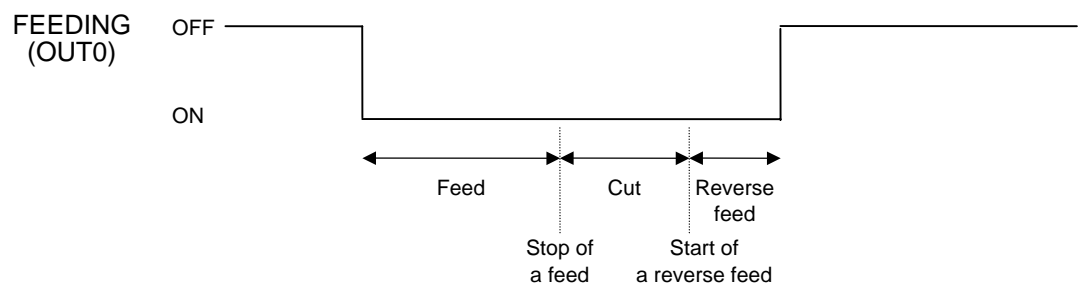 FEEDING
(OUT0)
OFF
ON
Feed
Cut
Reverse
feed
Stop of
a feed
Start of
a reverse feed